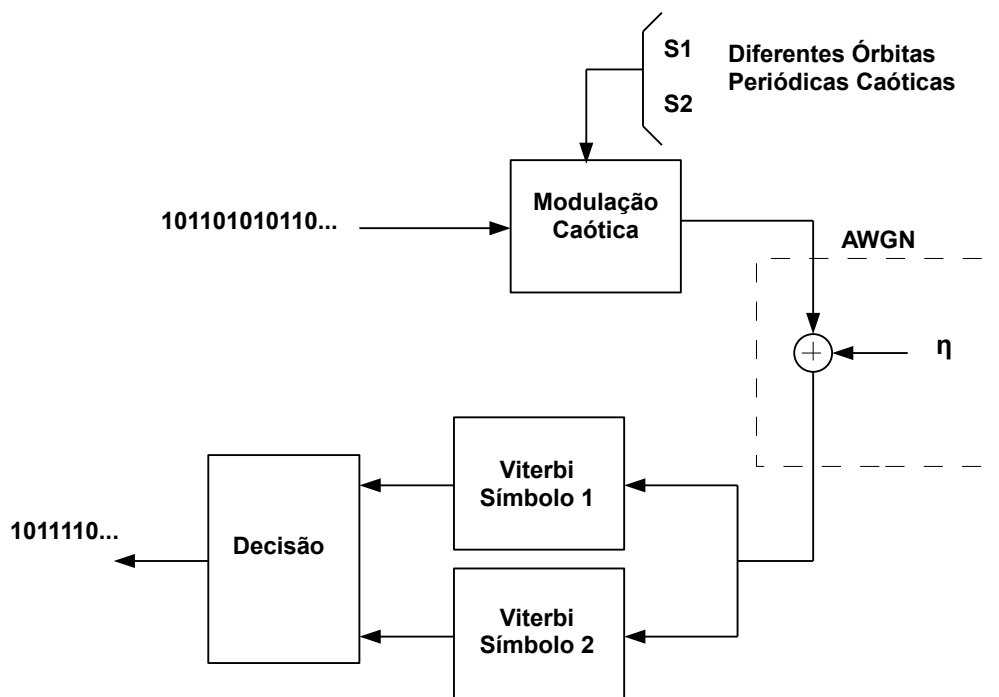 S1
S2
Diferentes Órbitas
Periódicas Caóticas
101101010110...
Modulação
Caótica
AWGN
η
Viterbi
Símbolo 1
1011110...
Decisão
Viterbi
Símbolo 2